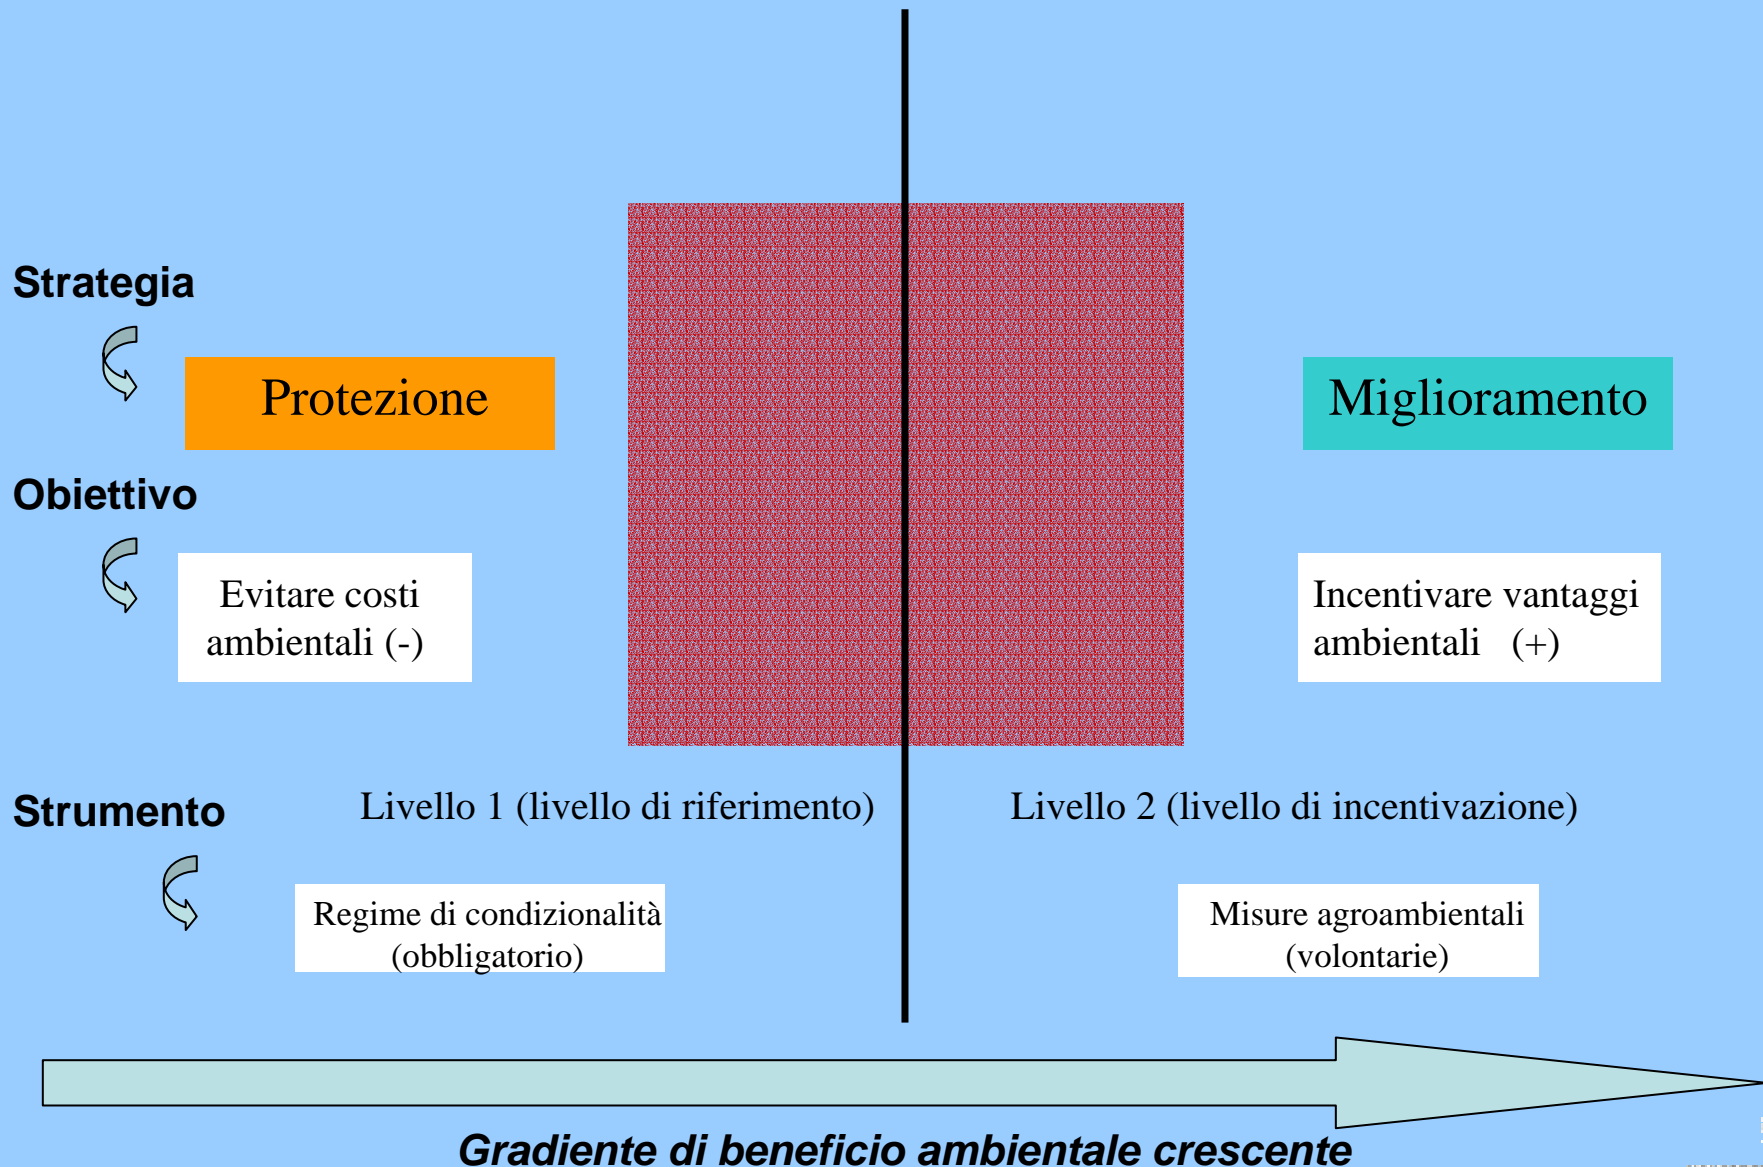 Strategia
Protezione
Miglioramento
Obiettivo
Evitare costi
ambientali (-)
Incentivare vantaggi
ambientali (+)
Strumento
Livello 1 (livello di riferimento)
Livello 2 (livello di incentivazione)
Regime di condizionalità
(obbligatorio)
Misure agroambientali
(volontarie)
Gradiente di beneficio ambientale crescente